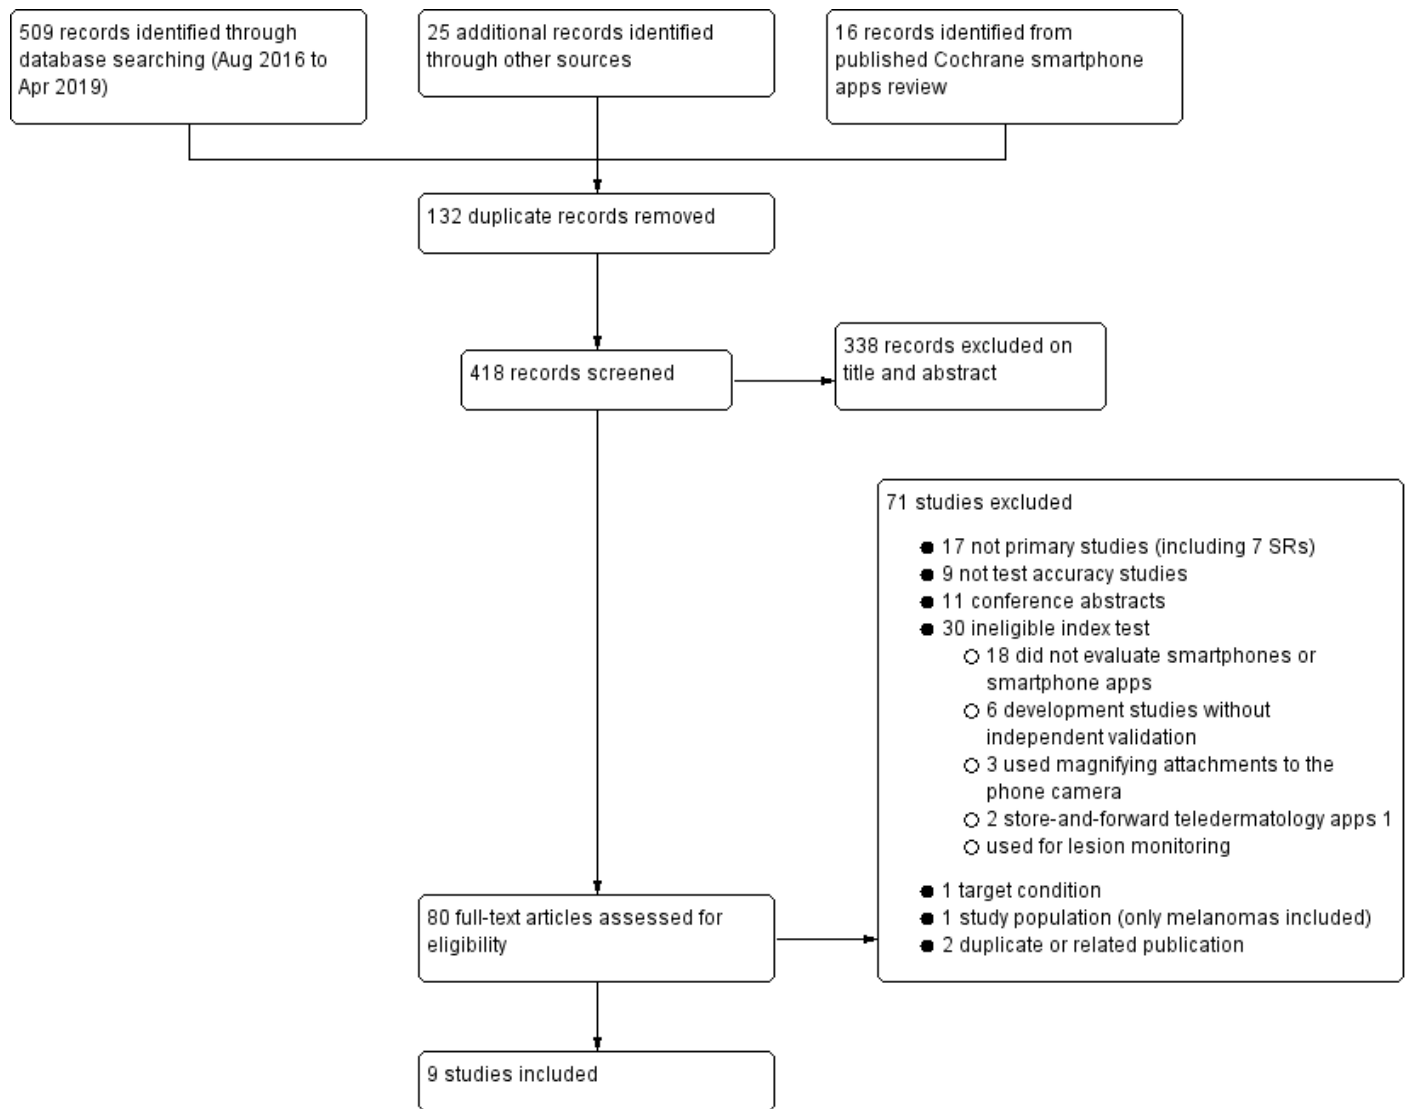 509 records identified through
database searching (Aug 2016 to
Apr 2019)
25 additional records identified
through other sources
16 records identified from
published Cochrane smartphone
apps review
132 duplicate records removed
418 records screened
338 records excluded on
title and abstract
71 studies excluded
17 not primary studies (including 7 SRs)
9 not test accuracy studies
11 conference abstracts
30 ineligible index test
18 did not evaluate smartphones or
smartphone apps
6 development studies without
independent validation
3 used magnifying attachments to the
phone camera
2 store-and-forward teledermatology apps 1
used for lesion monitoring
1 target condition
1 study population (only melanomas included)
2 duplicate or related publication
80 full-text articles assessed for
eligibility
9 studies included